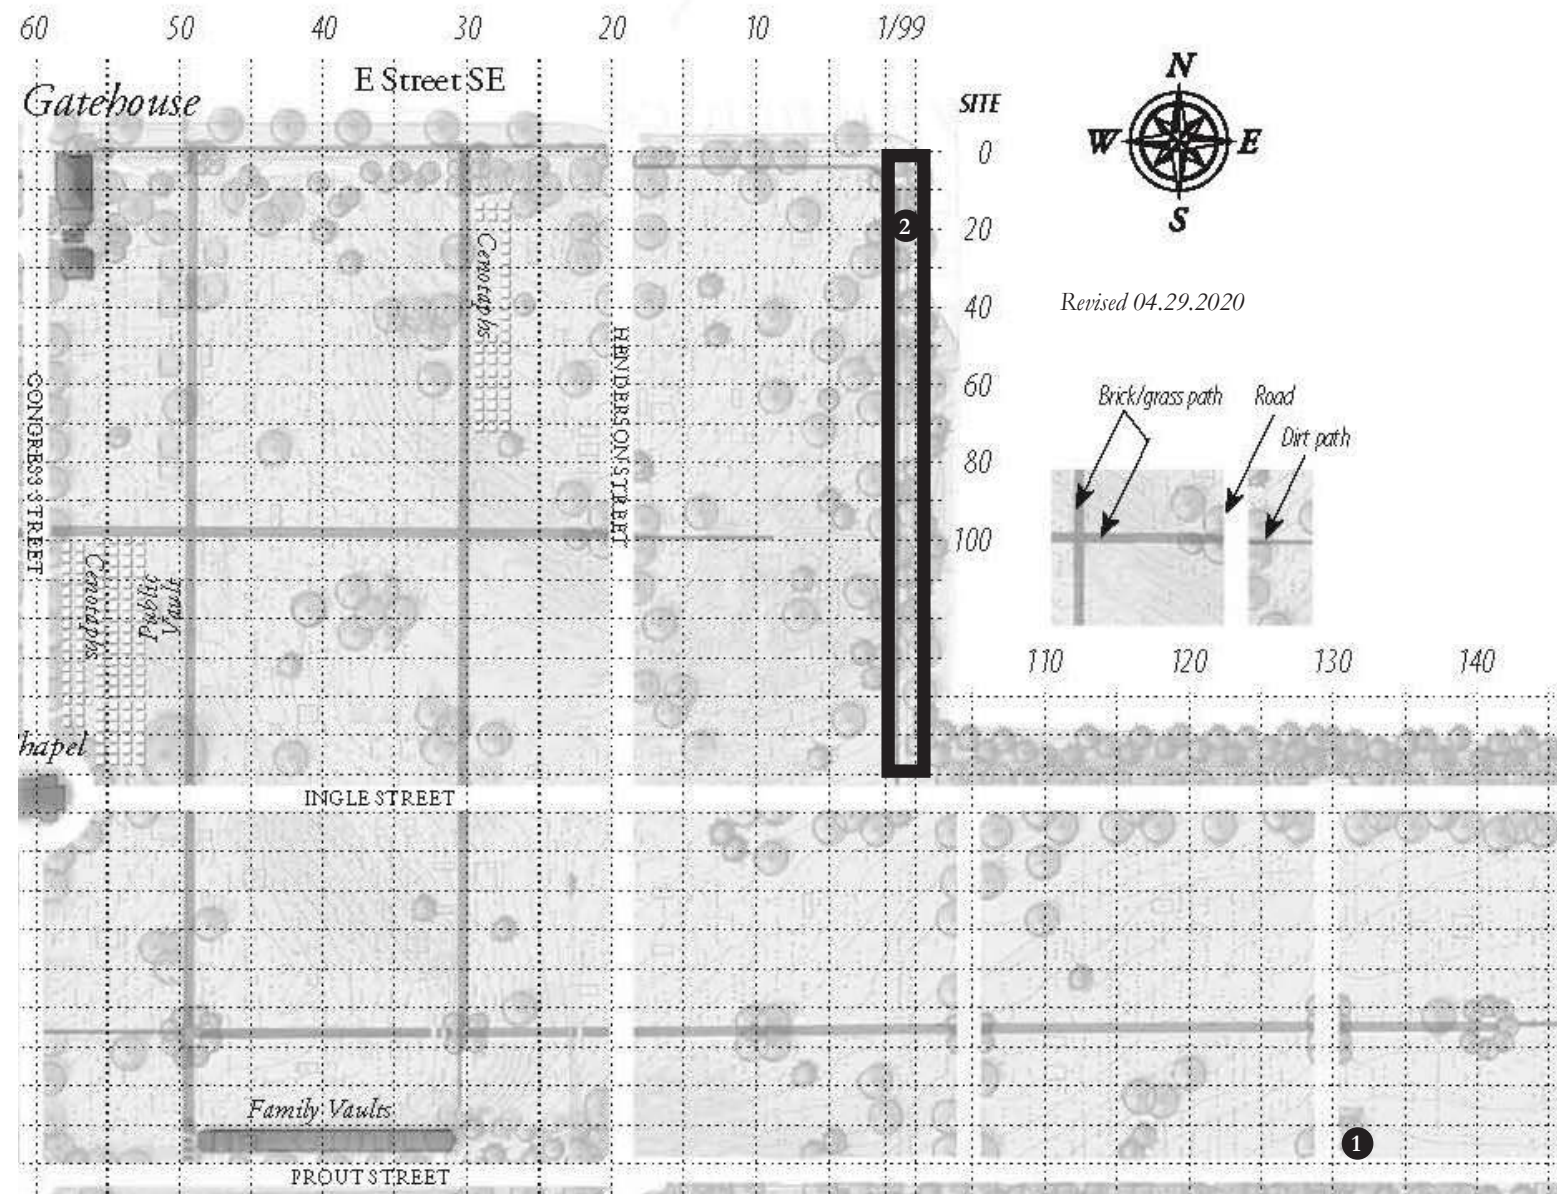 60 50 40 30 20 10 1/99
E Street SE
Gatehouse
SITE
N
W E
S
0
2
20
Cenotaphs
Revised 04.29.2020
40
HENDERSON STREET
CONGRESS STREET
60
Brick/grass path Road
Dirt path
80
100
Cenotaphs
Public
Vault
110 120 130 140
hapel
INGLE STREET
Family Vaults
1
PROUT STREET